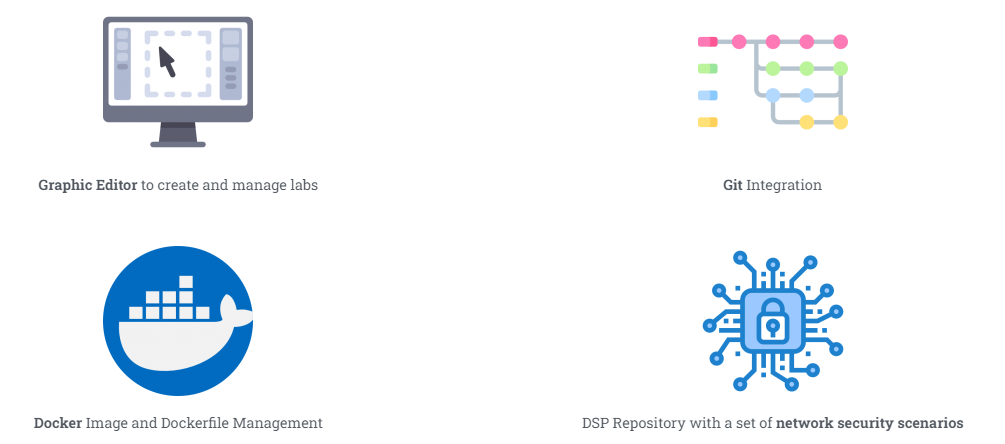 Graphic Editor to create and manage labs
Git Integration
Docker Image and Dockerfile Management
DSP Repository with a set of network security scenarios